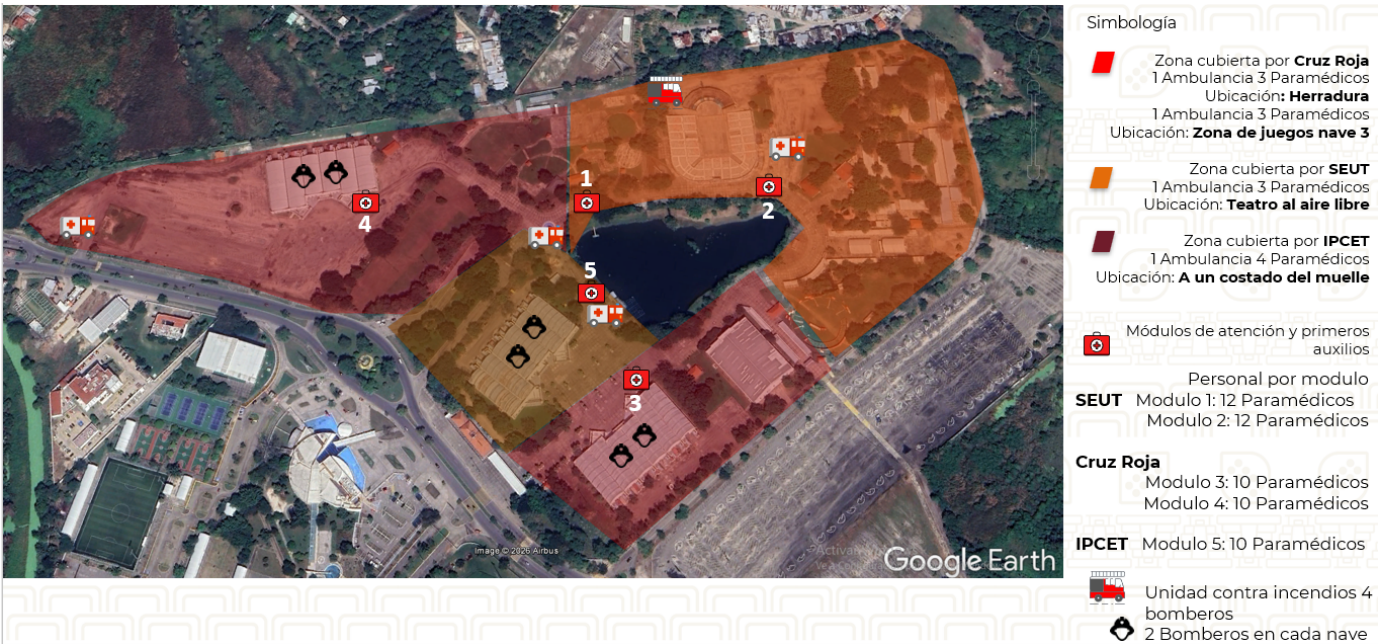 1
2
4
5
3
Image © 2026 Airbus
Google Earth
Simbología
Zona cubierta por Cruz Roja
1 Ambulancia 3 Paramédicos
Ubicación: Herradura
1 Ambulancia 3 Paramédicos
Ubicación: Zona de juegos nave 3
Zona cubierta por SEUT
1 Ambulancia 3 Paramédicos
Ubicación: Teatro al aire libre
Zona cubierta por IPCET
1 Ambulancia 4 Paramédicos
Ubicación: A un costado del muelle
Módulos de atención y primeros
auxilios
Personal por modulo
SEUT Modulo 1: 12 Paramédicos
Modulo 2: 12 Paramédicos
Cruz Roja
Modulo 3: 10 Paramédicos
Modulo 4: 10 Paramédicos
IPCET Modulo 5: 10 Paramédicos
Unidad contra incendios 4
bomberos
2 Bomberos en cada nave